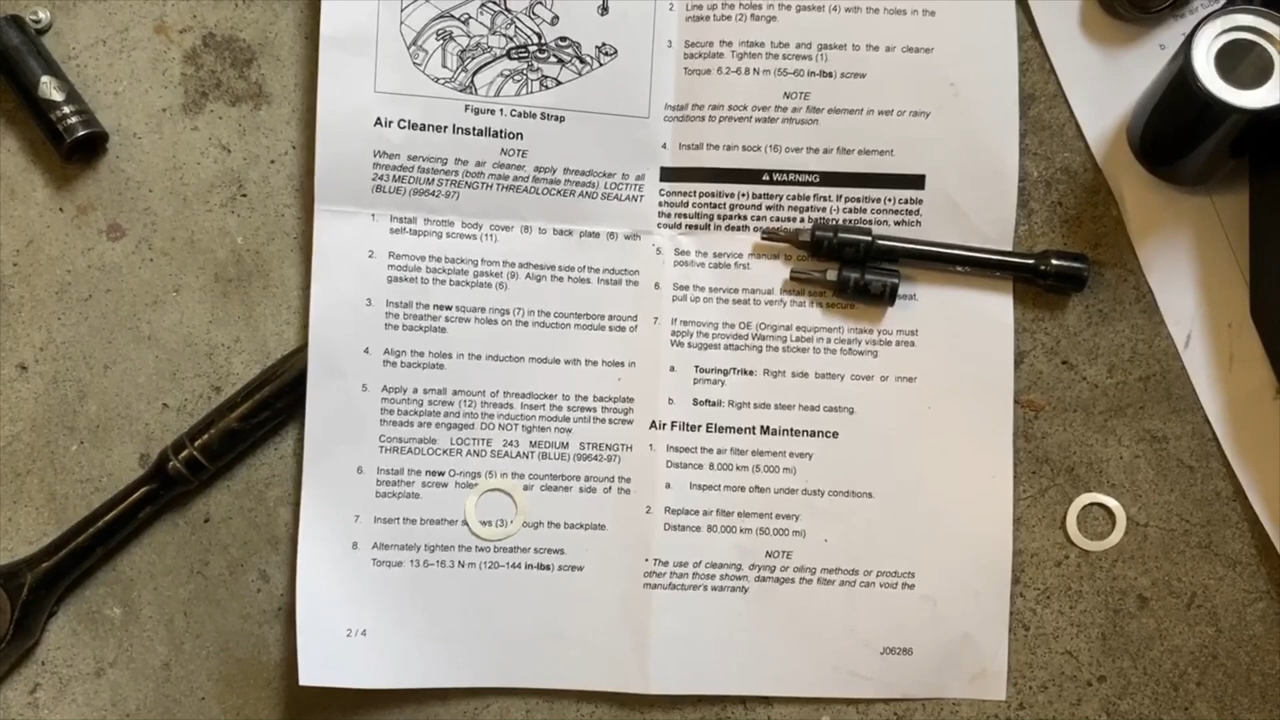 Figure 1. Cable Strap
Air Cleaner Installation
NOTE
When servicing the air cleaner, apply threadlocker to all
threaded fasteners (both male and female threads). LOCTITE
243 MEDIUM STRENGTH THREADLOCKER AND SEALANT
(BLUE) (99642-97)
1. Install throttle body cover (8) to back plate (6) with
self-tapping screws (11).
2. Remove the backing from the adhesive side of the induction
module backplate gasket (9). Align the holes. Install the
gasket to the backplate (6).
3. Install the new square rings (7) in the counterbore around
the breather screw holes on the induction module side of
the backplate.
4. Align the holes in the induction module with the holes in
the backplate.
5. Apply a small amount of threadlocker to the backplate
mounting screw (12) threads. Insert the screws through
the backplate and into the induction module until the screw
threads are engaged. DO NOT tighten now.
Consumable: LOCTITE 243 MEDIUM STRENGTH
THREADLOCKER AND SEALANT (BLUE) (99642-97)
6. Install the new O-rings (5) in the counterbore around the
breather screw air cleaner side of the
backplate.
7. Insert the breather (3) through the backplate.
8. Alternately tighten the two breather screws.
Torque: 13.6–16.3 N·m (120–144 in-lbs) screw
2 / 4
2. Line up the holes in the gasket (4) with the holes in the
intake tube (2) flange.
3. Secure the intake tube and gasket to the air cleaner
backplate. Tighten the screws (1).
Torque: 6.2–6.8 N·m (55–60 in-lbs) screw
NOTE
Install the rain sock over the air filter element in wet or rainy
conditions to prevent water intrusion.
4. Install the rain sock (16) over the air filter element.
⚠ WARNING
Connect positive (+) battery cable first. If positive (+) cable
should contact ground with negative (-) cable connected,
the resulting sparks can cause a battery explosion, which
could result in death or
5. See the service manual to
positive cable first.
6. See the service manual. Install seat. seat,
pull up on the seat to verify that it is secure.
7. If removing the OE (Original equipment) intake you must
apply the provided Warning Label in a clearly visible area.
We suggest attaching the sticker to the following:
a. Touring/Trike: Right side battery cover or inner
primary.
b. Softail: Right side steer head casting.
Air Filter Element Maintenance
1. Inspect the air filter element every
Distance: 8,000 km (5,000 mi)
a. Inspect more often under dusty conditions.
2. Replace air filter element every:
Distance: 80,000 km (50,000 mi)
NOTE
* The use of cleaning, drying or oiling methods or products
other than those shown, damages the filter and can void the
manufacturer's warranty.
J06286
the air tube
b.
7/16